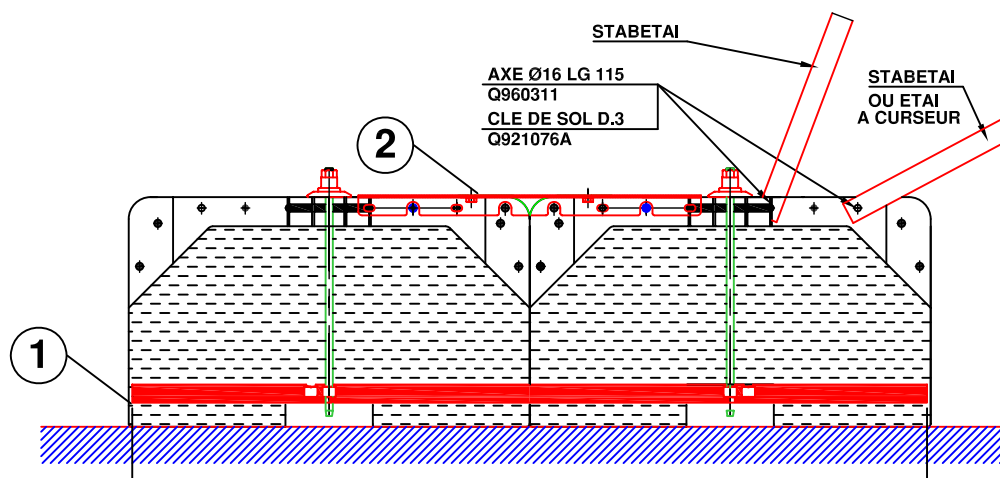 STABETAI
AXE Ø16 LG 115
Q960311
CLE DE SOL D.3
Q921076A
STABETAI
OU ETAI
A CURSEUR
2
1